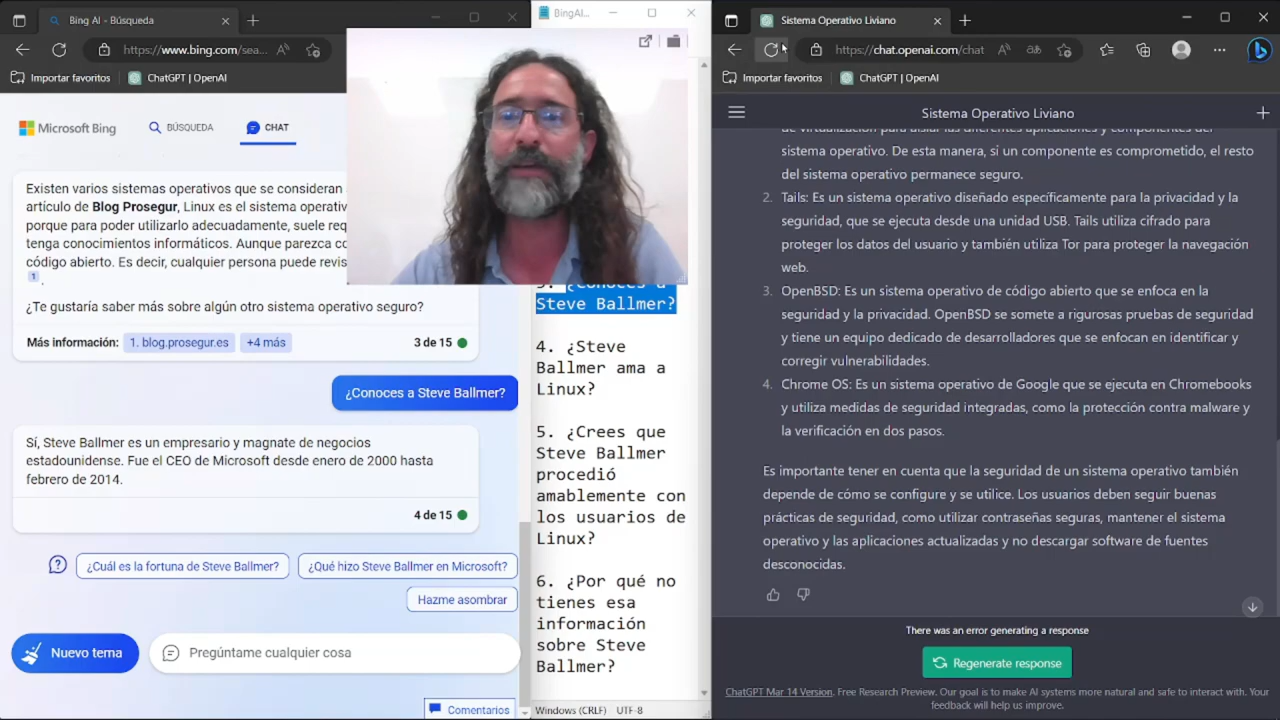 Bing AI - Búsqueda
https://www.bing.com/sea...
Importar favoritos
ChatGPT | OpenAI
Microsoft Bing
BÚSQUEDA
CHAT
Existen varios sistemas operativos que se consideran
artículo de Blog Prosegur, Linux es el sistema operativ
porque para poder utilizarlo adecuadamente, suele req
tenga conocimientos informáticos. Aunque parezca co
código abierto. Es decir, cualquier persona puede revis
1
.
¿Te gustaría saber más sobre algún otro sistema operativo seguro?
Más información:
1. blog.prosegur.es
+4 más
3 de 15
¿Conoces a Steve Ballmer?
Sí, Steve Ballmer es un empresario y magnate de negocios
estadounidense. Fue el CEO de Microsoft desde enero de 2000 hasta
febrero de 2014.
4 de 15
¿Cuál es la fortuna de Steve Ballmer?
¿Qué hizo Steve Ballmer en Microsoft?
Hazme asombrar
Nuevo tema
Pregúntame cualquier cosa
Comentarios
BingAI...
3. ¿Conoces a
Steve Ballmer?
4. ¿Steve
Ballmer ama a
Linux?
5. ¿Crees que
Steve Ballmer
procedió
amablemente con
los usuarios de
Linux?
6. ¿Por qué no
tienes esa
información
sobre Steve
Ballmer?
Windows (CRLF)
UTF-8
Sistema Operativo Liviano
https://chat.openai.com/chat
Importar favoritos
ChatGPT | OpenAI
Sistema Operativo Liviano
de virtualización para aislar las diferentes aplicaciones y componentes del
sistema operativo. De esta manera, si un componente es comprometido, el resto
del sistema operativo permanece seguro.
2. Tails: Es un sistema operativo diseñado específicamente para la privacidad y la
seguridad, que se ejecuta desde una unidad USB. Tails utiliza cifrado para
proteger los datos del usuario y también utiliza Tor para proteger la navegación
web.
3. OpenBSD: Es un sistema operativo de código abierto que se enfoca en la
seguridad y la privacidad. OpenBSD se somete a rigurosas pruebas de seguridad
y tiene un equipo dedicado de desarrolladores que se enfocan en identificar y
corregir vulnerabilidades.
4. Chrome OS: Es un sistema operativo de Google que se ejecuta en Chromebooks
y utiliza medidas de seguridad integradas, como la protección contra malware y
la verificación en dos pasos.
Es importante tener en cuenta que la seguridad de un sistema operativo también
depende de cómo se configure y se utilice. Los usuarios deben seguir buenas
prácticas de seguridad, como utilizar contraseñas seguras, mantener el sistema
operativo y las aplicaciones actualizadas y no descargar software de fuentes
desconocidas.
There was an error generating a response
Regenerate response
ChatGPT Mar 14 Version. Free Research Preview. Our goal is to make AI systems more natural and safe to interact with. Your
feedback will help us improve.